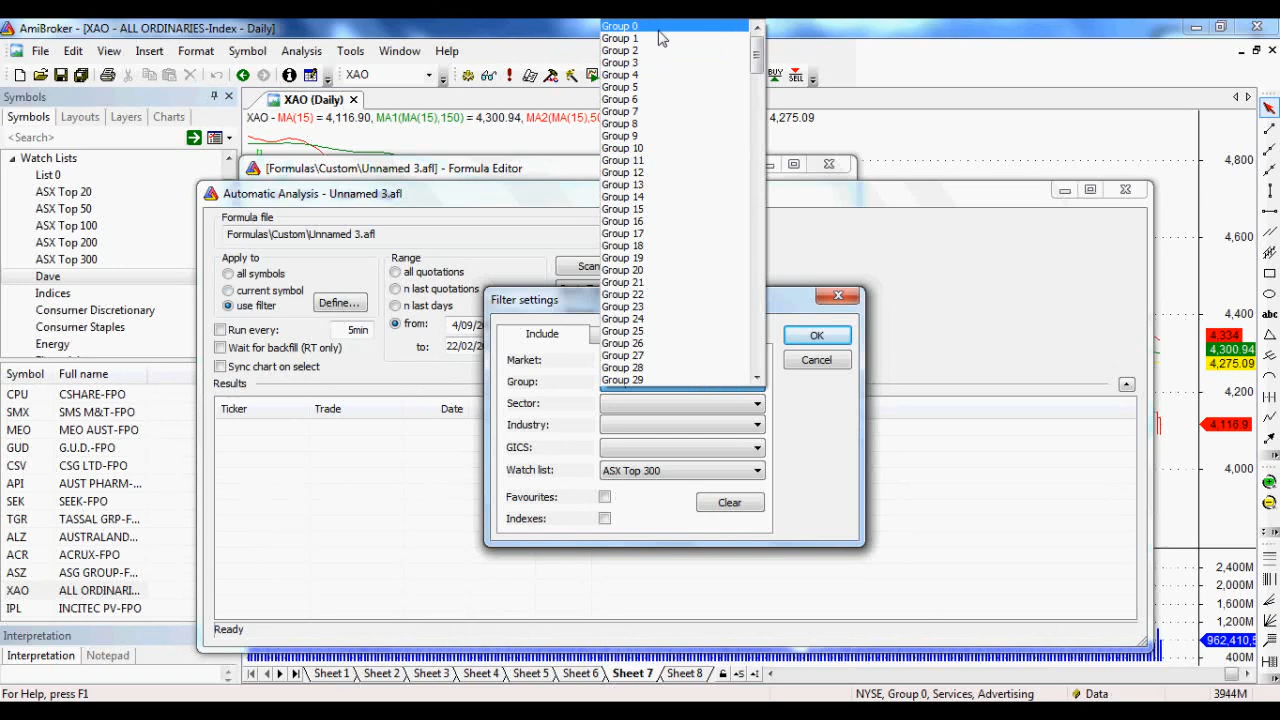 AmiBroker - [XAO - ALL ORDINARIES-Index - Daily]
File Edit View Insert Format Symbol Analysis Tools Window Help
XAO
BUY SELL
Symbols
Symbols Layouts Layers Charts
<Search>
Watch Lists
List 0
ASX Top 20
ASX Top 50
ASX Top 100
ASX Top 200
ASX Top 300
Dave
Indices
Consumer Discretionary
Consumer Staples
Energy
Symbol Full name
CPU CSHARE-FPO
SMX SMS M&T-FPO
MEO MEO AUST-FPO
GUD G.U.D.-FPO
CSV CSG LTD-FPO
API AUST PHARM-...
SEK SEEK-FPO
TGR TASSAL GRP-F...
ALZ AUSTRALAND-...
ACR ACRUX-FPO
ASZ ASG GROUP-F...
XAO ALL ORDINARI...
IPL INCITEC PV-FPO
Interpretation
Interpretation Notepad
For Help, press F1
XAO (Daily)
XAO - MA(15) = 4,116.90, MA1(MA(15),150) = 4,300.94, MA2(MA(15), 4,275.09
[Formulas\Custom\Unnamed 3.afl] - Formula Editor
Automatic Analysis - Unnamed 3.afl
Formula file
Formulas\Custom\Unnamed 3.afl
Apply to
all symbols
current symbol
use filter Define...
Range
all quotations
n last quotations
n last days
from: 4/09/20
to: 22/02/20
Scan
Run every: 5min
Wait for backfill (RT only)
Sync chart on select
Results
Ticker Trade Date
Ready
Group 0
Group 1
Group 2
Group 3
Group 4
Group 5
Group 6
Group 7
Group 8
Group 9
Group 10
Group 11
Group 12
Group 13
Group 14
Group 15
Group 16
Group 17
Group 18
Group 19
Group 20
Group 21
Group 22
Group 23
Group 24
Group 25
Group 26
Group 27
Group 28
Group 29
Filter settings
Include
Market:
Group:
Sector:
Industry:
GICS:
Watch list: ASX Top 300
Favourites:
Indexes:
Clear
OK
Cancel
4,800
4,600
4,400
4,334
4,300.94
4,275.09
4,200
4,116.9
4,000
2,400M
1,600M
1,200M
962,410,5
400M
abc
Sheet 1 Sheet 2 Sheet 3 Sheet 4 Sheet 5 Sheet 6 Sheet 7 Sheet 8
NYSE, Group 0, Services, Advertising Data 3944M